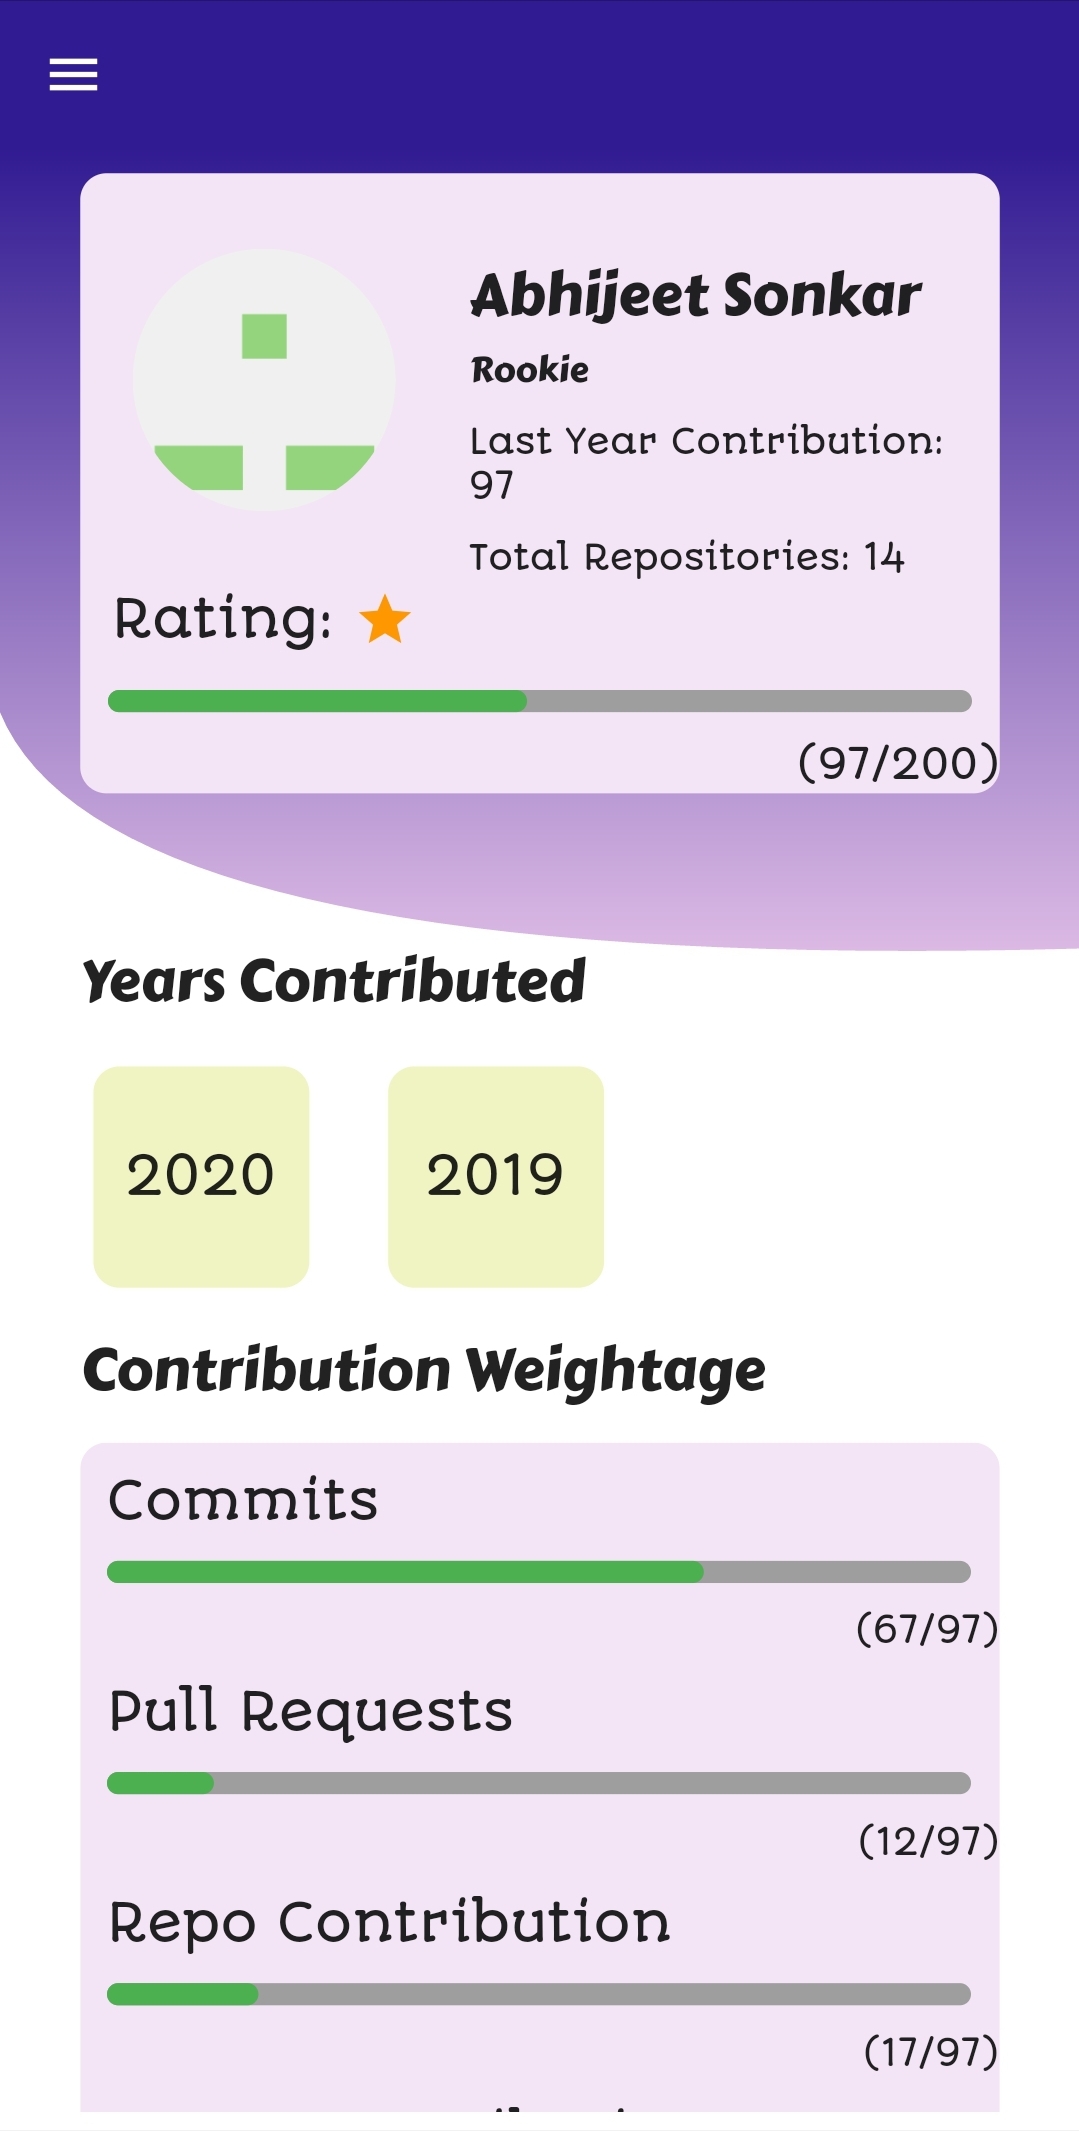 Abhijeet Sonkar
Rookie
Last Year Contribution:
97
Total Repositories: 14
Rating:
(97/200)
Years Contributed
2020 2019
Contribution Weightage
Commits
(67/97)
Pull Requests
(12/97)
Repo Contribution
(17/97)